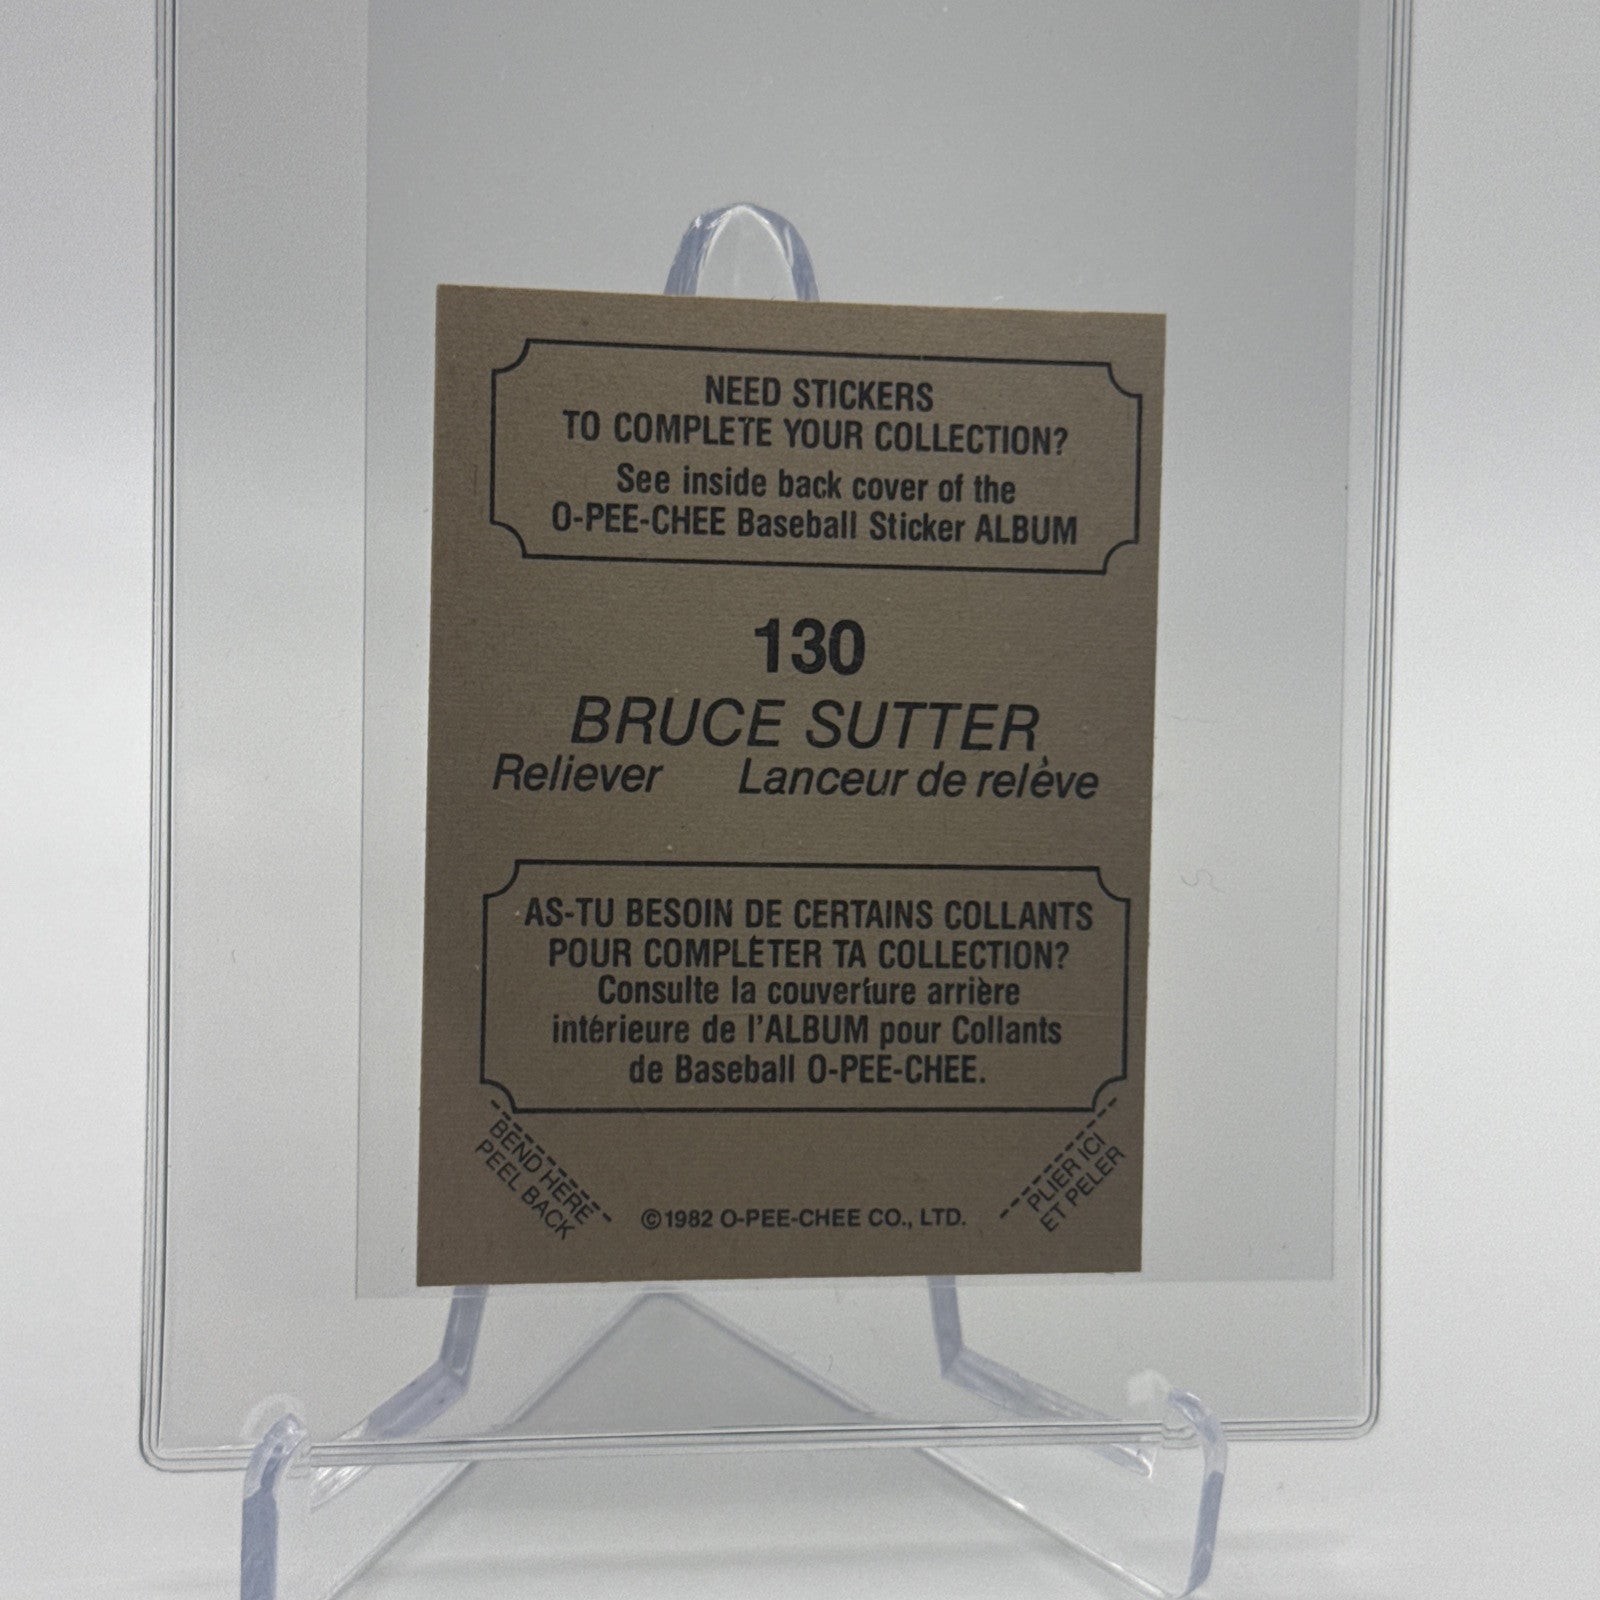 NEED STICKERS
TO COMPLETE YOUR COLLECTION?
See inside back cover of the
O-PEE-CHEE Baseball Sticker ALBUM
130
BRUCE SUTTER
Reliever Lanceur de relève
AS-TU BESOIN DE CERTAINS COLLANTS
POUR COMPLÉTER TA COLLECTION?
Consulte la couverture arrière
intérieure de l'ALBUM pour Collants
de Baseball O-PEE-CHEE.
BEND HERE
PEEL BACK
©1982 O-PEE-CHEE CO., LTD.
PLIER ICI
ET PELER